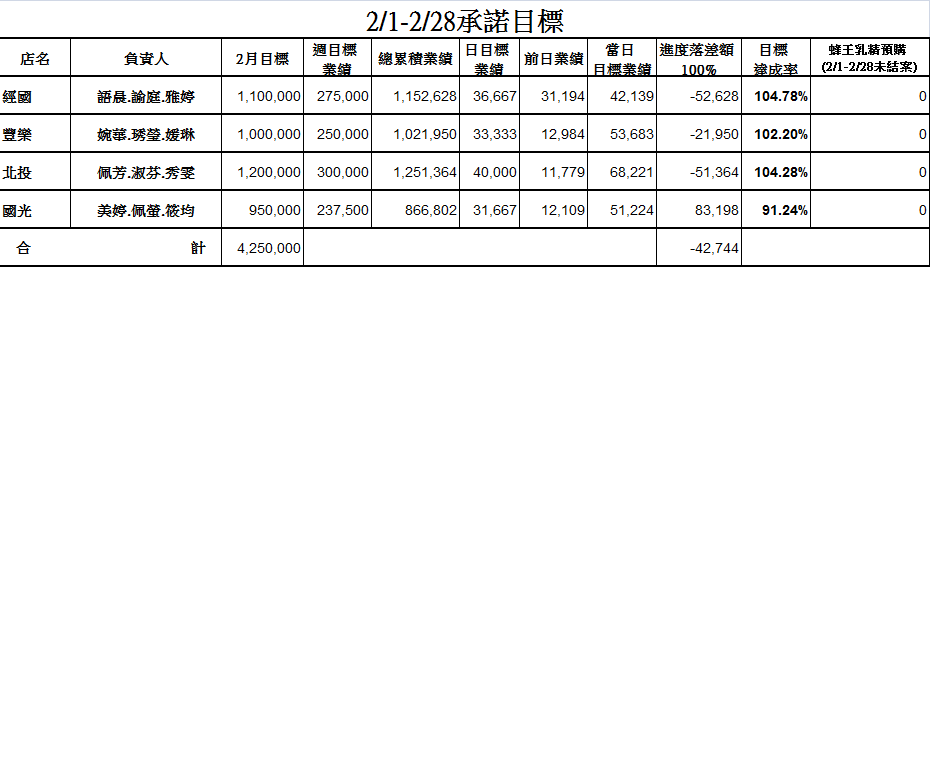 2/1-2/28承諾目標
店名 負責人 2月目標 週目標業績 總累積業績 日目標業績 前日業績 當日目標業績 進度落差額100% 目標達成率 蜂王乳精預購(2/1-2/28未結案)
經國 語晨.諭庭.雅婷 1,100,000 275,000 1,152,628 36,667 31,194 42,139 -52,628 104.78% 0
豐樂 婉華.琇瑩.媛琳 1,000,000 250,000 1,021,950 33,333 12,984 53,683 -21,950 102.20% 0
北投 佩芳.淑芬.秀雯 1,200,000 300,000 1,251,364 40,000 11,779 68,221 -51,364 104.28% 0
國光 美婷.佩螢.筱均 950,000 237,500 866,802 31,667 12,109 51,224 83,198 91.24% 0
合計 4,250,000 -42,744